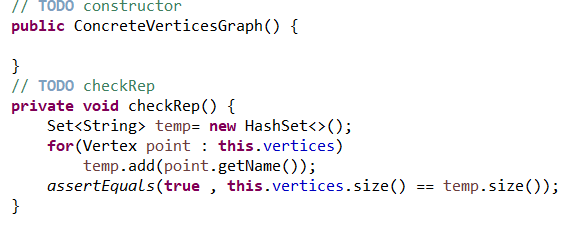 // TODO constructor
public ConcreteVerticesGraph() {
}
// TODO checkRep
private void checkRep() {
Set<String> temp= new HashSet<>();
for(Vertex point : this.vertices)
temp.add(point.getName());
assertEquals(true , this.vertices.size() == temp.size());
}